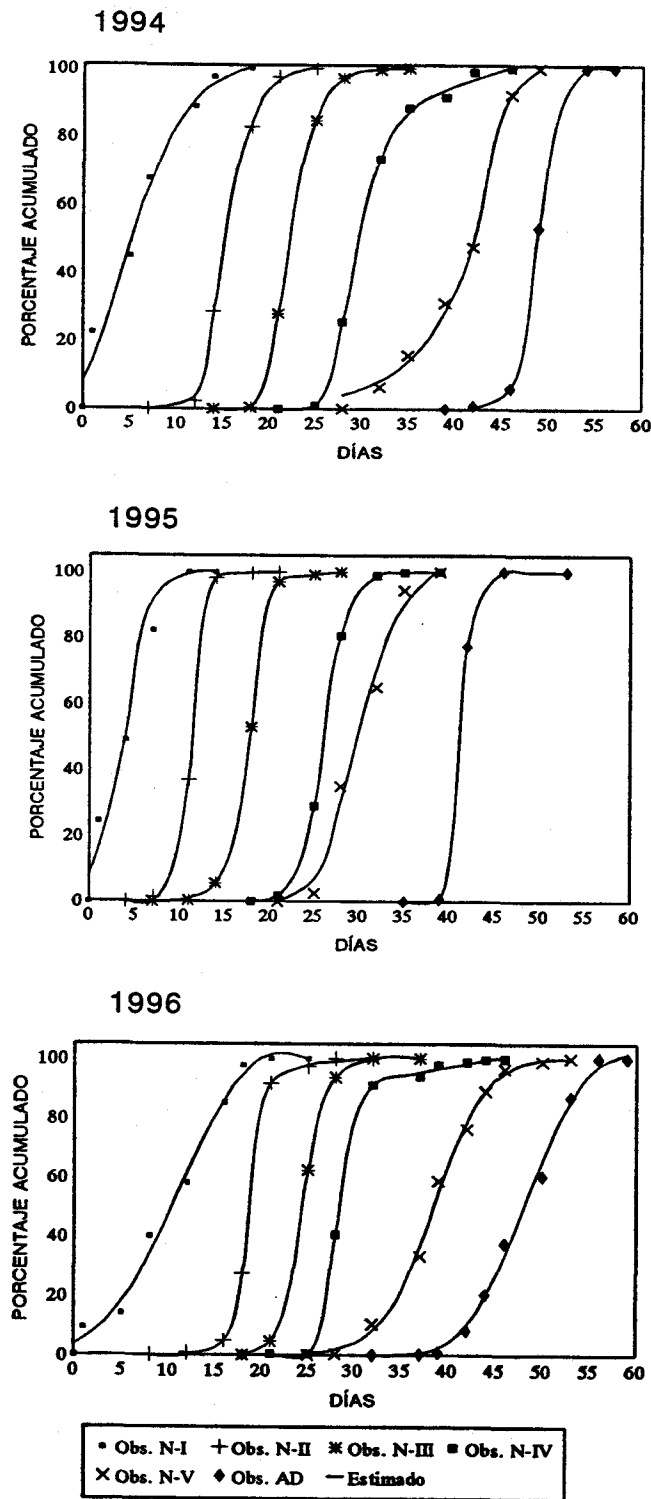 1994
PORCENTAJE ACUMULADO
100
80
60
40
20
0
0 5 10 15 20 25 30 35 40 45 50 55 60
DÍAS
1995
PORCENTAJE ACUMULADO
100
80
60
40
20
0
0 5 10 15 20 25 30 35 40 45 50 55 60
DÍAS
1996
PORCENTAJE ACUMULADO
100
80
60
40
20
0
0 5 10 15 20 25 30 35 40 45 50 55 60
DÍAS
Obs. N-I Obs. N-II Obs. N-III Obs. N-IV
Obs. N-V Obs. AD Estimado